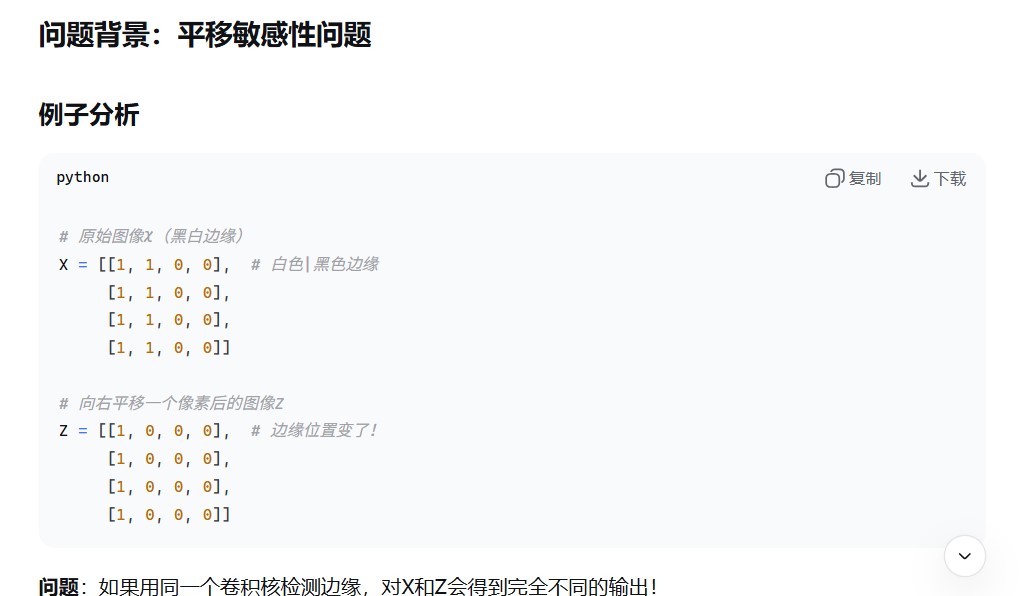 问题背景：平移敏感性问题
例子分析
python
复制 下载
# 原始图像X（黑白边缘）
X = [[1, 1, 0, 0],  # 白色|黑色边缘
     [1, 1, 0, 0],
     [1, 1, 0, 0],
     [1, 1, 0, 0]]
# 向右平移一个像素后的图像Z
Z = [[1, 0, 0, 0],  # 边缘位置变了！
     [1, 0, 0, 0],
     [1, 0, 0, 0],
     [1, 0, 0, 0]]
问题：如果用同一个卷积核检测边缘，对X和Z会得到完全不同的输出！